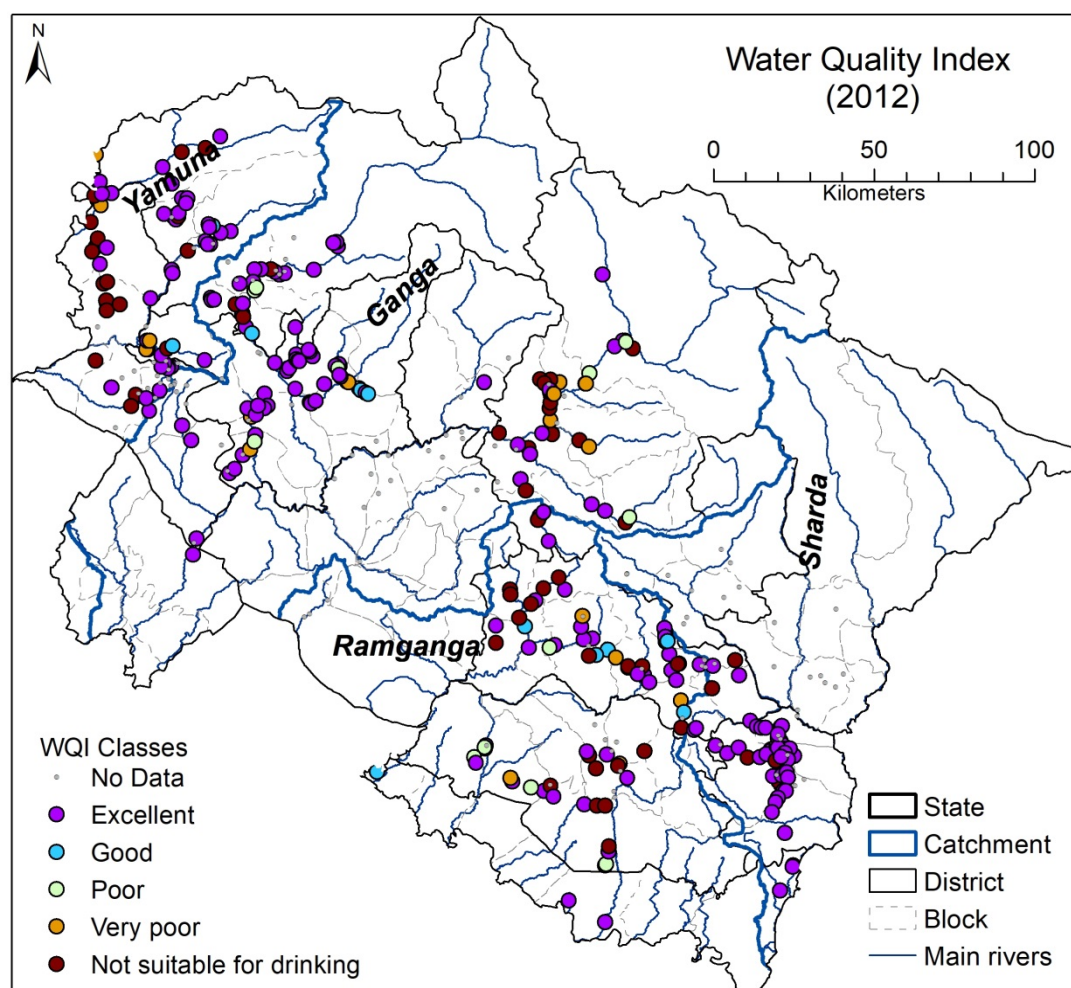 N
Water Quality Index
(2012)
0 50 100
Kilometers
Yamuna
Ganga
Sharda
Ramganga
WQI Classes
No Data
Excellent
Good
Poor
Very poor
Not suitable for drinking
State
Catchment
District
Block
Main rivers